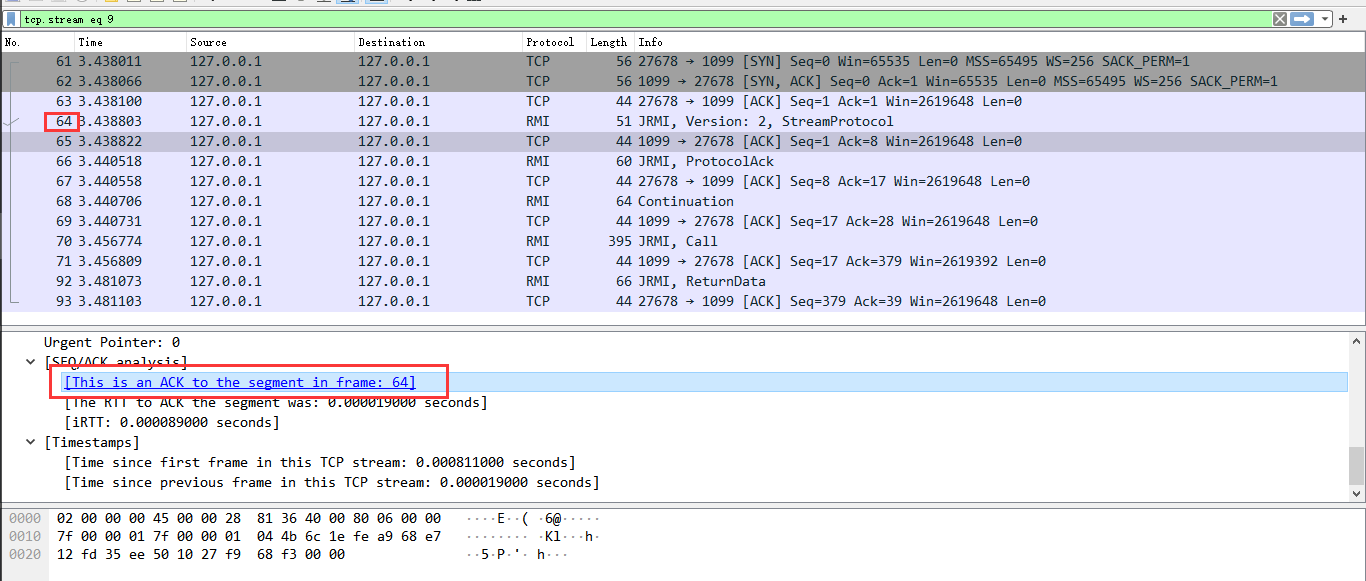 tcp.stream eq 9
No. Time Source Destination Protocol Length Info
61 3.438011 127.0.0.1 127.0.0.1 TCP 56 27678 → 1099 [SYN] Seq=0 Win=65535 Len=0 MSS=65495 WS=256 SACK_PERM=1
62 3.438066 127.0.0.1 127.0.0.1 TCP 56 1099 → 27678 [SYN, ACK] Seq=0 Ack=1 Win=65535 Len=0 MSS=65495 WS=256 SACK_PERM=1
63 3.438100 127.0.0.1 127.0.0.1 TCP 44 27678 → 1099 [ACK] Seq=1 Ack=1 Win=2619648 Len=0
64 3.438803 127.0.0.1 127.0.0.1 RMI 51 JRMI, Version: 2, StreamProtocol
65 3.438822 127.0.0.1 127.0.0.1 TCP 44 1099 → 27678 [ACK] Seq=1 Ack=8 Win=2619648 Len=0
66 3.440518 127.0.0.1 127.0.0.1 RMI 60 JRMI, ProtocolAck
67 3.440558 127.0.0.1 127.0.0.1 TCP 44 27678 → 1099 [ACK] Seq=8 Ack=17 Win=2619648 Len=0
68 3.440706 127.0.0.1 127.0.0.1 RMI 64 Continuation
69 3.440731 127.0.0.1 127.0.0.1 TCP 44 1099 → 27678 [ACK] Seq=17 Ack=28 Win=2619648 Len=0
70 3.456774 127.0.0.1 127.0.0.1 RMI 395 JRMI, Call
71 3.456809 127.0.0.1 127.0.0.1 TCP 44 1099 → 27678 [ACK] Seq=17 Ack=379 Win=2619392 Len=0
92 3.481073 127.0.0.1 127.0.0.1 RMI 66 JRMI, ReturnData
93 3.481103 127.0.0.1 127.0.0.1 TCP 44 27678 → 1099 [ACK] Seq=379 Ack=39 Win=2619648 Len=0
Urgent Pointer: 0
[SEQ/ACK analysis]
[This is an ACK to the segment in frame: 64]
[The RTT to ACK the segment was: 0.000019000 seconds]
[iRTT: 0.000089000 seconds]
[Timestamps]
[Time since first frame in this TCP stream: 0.000811000 seconds]
[Time since previous frame in this TCP stream: 0.000019000 seconds]
0000 02 00 00 00 45 00 00 28 81 36 40 00 80 06 00 00 ····E··( ·6@·····
0010 7f 00 00 01 7f 00 00 01 04 4b 6c 1e fe a9 68 e7 ········ ·Kl···h·
0020 12 fd 35 ee 50 10 27 f9 68 f3 00 00 ··5·P·'· h···